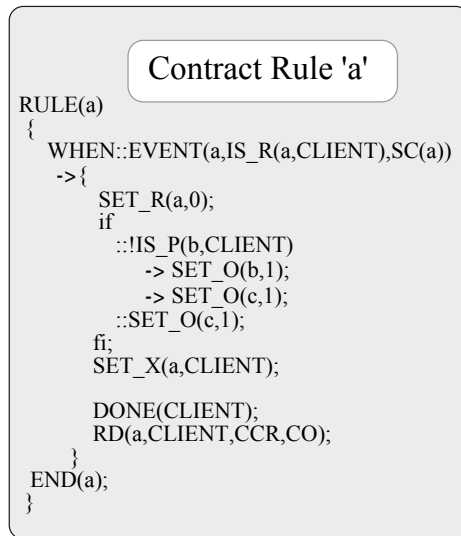 Contract Rule 'a'
RULE(a)
{
WHEN::EVENT(a,IS_R(a,CLIENT),SC(a))
->{
SET_R(a,0);
if
::!IS_P(b,CLIENT)
-> SET_O(b,1);
-> SET_O(c,1);
::SET_O(c,1);
fi;
SET_X(a,CLIENT);
DONE(CLIENT);
RD(a,CLIENT,CCR,CO);
}
END(a);
}